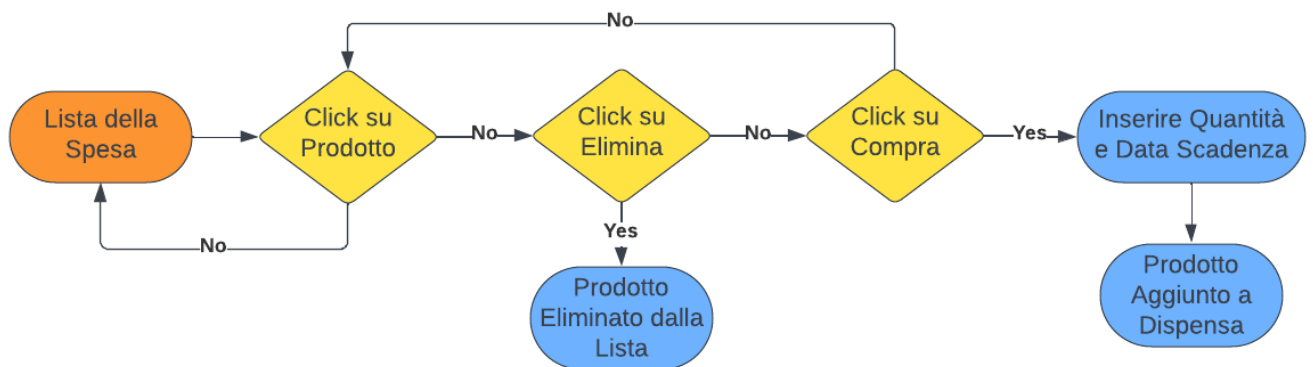 No
Lista della
Spesa
Click su
Prodotto
No
Click su
Elimina
No
Click su
Compra
Yes
Inserire Quantità
e Data Scadenza
No
Yes
Prodotto
Eliminato dalla
Lista
Prodotto
Aggiunto a
Dispensa